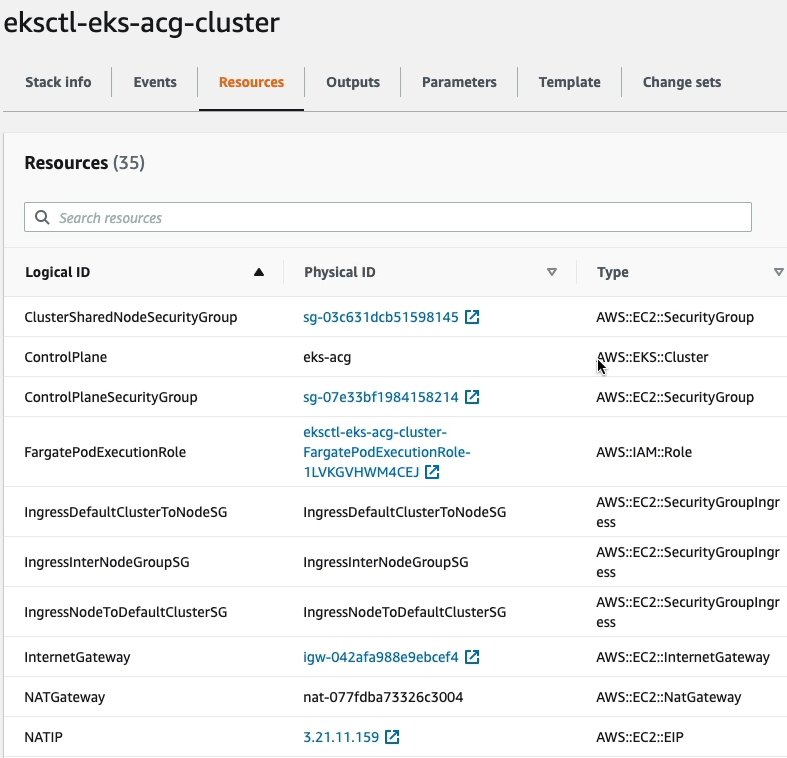 eksctl-eks-acg-cluster
Stack info Events Resources Outputs Parameters Template Change sets
Resources (35)
Search resources
Logical ID Physical ID Type
ClusterSharedNodeSecurityGroup sg-03c631dcb51598145 AWS::EC2::SecurityGroup
ControlPlane eks-acg AWS::EKS::Cluster
ControlPlaneSecurityGroup sg-07e33bf1984158214 AWS::EC2::SecurityGroup
eksctl-eks-acg-cluster-
FargatePodExecutionRole FargatePodExecutionRole- AWS::IAM::Role
1LVKGVHWM4CEJ
IngressDefaultClusterToNodeSG IngressDefaultClusterToNodeSG AWS::EC2::SecurityGroupIngr
ess
IngressInterNodeGroupSG IngressInterNodeGroupSG AWS::EC2::SecurityGroupIngr
ess
IngressNodeToDefaultClusterSG IngressNodeToDefaultClusterSG AWS::EC2::SecurityGroupIngr
ess
InternetGateway igw-042afa988e9ebcef4 AWS::EC2::InternetGateway
NATGateway nat-077fdba73326c3004 AWS::EC2::NatGateway
NATIP 3.21.11.159 AWS::EC2::EIP